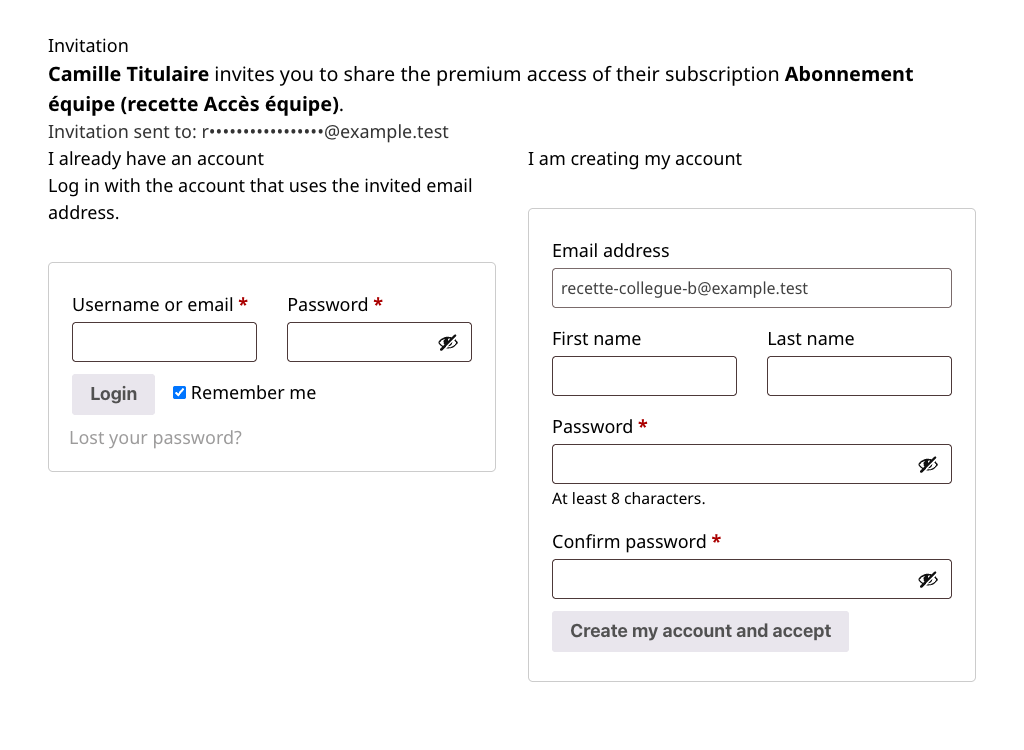 Invitation
Camille Titulaire invites you to share the premium access of their subscription Abonnement
équipe (recette Accès équipe).
Invitation sent to: r•••••••••••••••••@example.test
I already have an account
Log in with the account that uses the invited email
address.
Username or email *
Password *
Login
Remember me
Lost your password?
I am creating my account
Email address
recette-collegue-b@example.test
First name
Last name
Password *
At least 8 characters.
Confirm password *
Create my account and accept